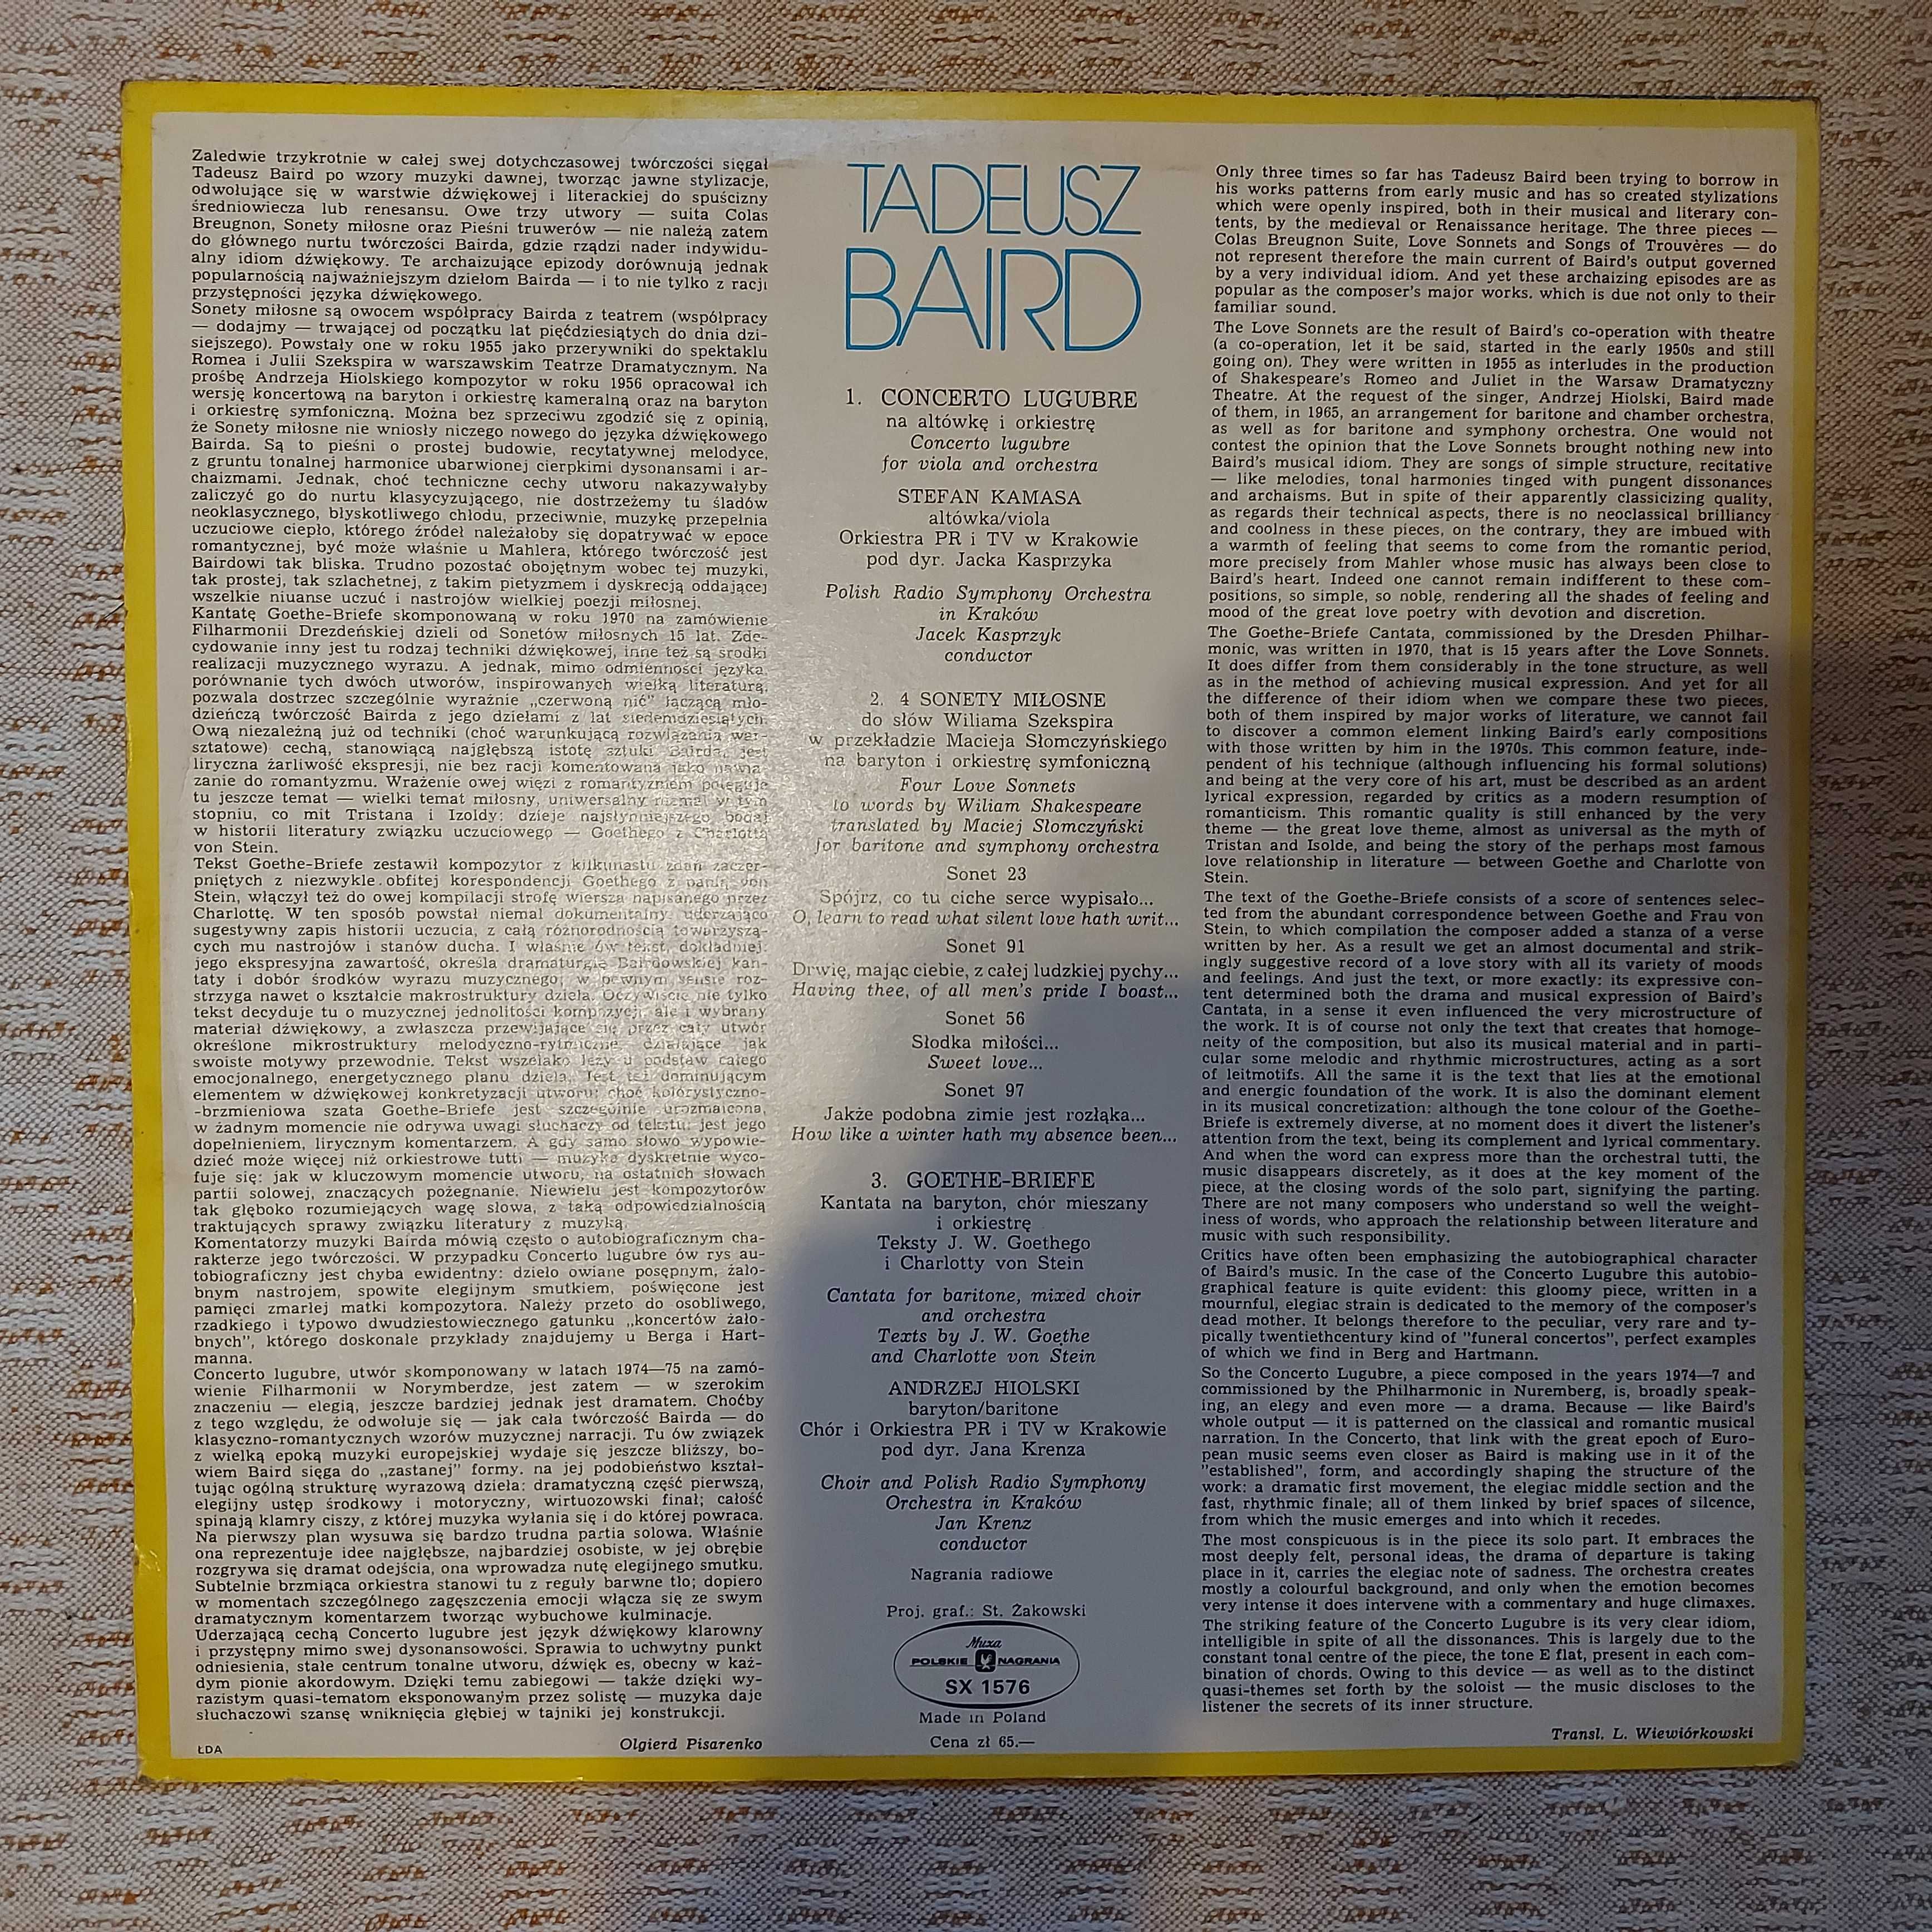 Zaledwie trzykrotnie w całej swej dotychczasowej twórczości sięgał
Tadeusz Baird po wzory muzyki dawnej, tworząc jawne stylizacje,
odwołujące się w warstwie dźwiękowej i literackiej do spuścizny
średniowiecza lub renesansu. Owe trzy utwory — suita Colas
Breugnon, Sonety miłosne oraz Pieśni truwerów — nie należą zatem
do głównego nurtu twórczości Bairda, gdzie rządzi nader indywidu-
alny idiom dźwiękowy. Te archaizujące epizody dorównują jednak
popularnością najważniejszym dziełom Bairda — i to nie tylko z racji
przystępności języka dźwiękowego.
Sonety miłosne są owocem współpracy Bairda z teatrem (współpracy
— dodajmy — trwającej od początku lat pięćdziesiątych do dnia dzi-
siejszego). Powstały one w roku 1955 jako przerywniki do spektaklu
Romea i Julii Szekspira w warszawskim Teatrze Dramatycznym. Na
prośbę Andrzeja Hiolskiego kompozytor w roku 1956 opracował ich
wersję koncertową na baryton i orkiestrę kameralną oraz na baryton
i orkiestrę symfoniczną. Można bez sprzeciwu zgodzić się z opinią,
że Sonety miłosne nie wniosły niczego nowego do języka dźwiękowego
Bairda. Są to pieśni o prostej budowie, recytatywnej melodyce,
z gruntu tonalnej harmonice ubarwionej cierpkimi dysonansami i ar-
chaizmami. Jednak, choć techniczne cechy utworu nakazywałyby
zaliczyć go do nurtu klasycyzującego, nie dostrzeżemy tu śladów
neoklasycznego, błyskotliwego chłodu, przeciwnie, muzykę przepełnia
uczuciowe ciepło, którego źródeł należałoby się dopatrywać w epoce
romantycznej, być może właśnie u Mahlera, którego twórczość jest
Bairdowi tak bliska. Trudno pozostać obojętnym wobec tej muzyki,
tak prostej, tak szlachetnej, z takim pietyzmem i dyskrecją oddającej
wszelkie niuanse uczuć i nastrojów wielkiej poezji miłosnej.
Kantatę Goethe-Briefe skomponowaną w roku 1970 na zamówienie
Filharmonii Drezdeńskiej dzieli od Sonetów miłosnych 15 lat. Zde-
cydowanie inny jest tu rodzaj techniki dźwiękowej, inne też są środki
realizacji muzycznego wyrazu. A jednak, mimo odmienności języka,
porównanie tych dwóch utworów, inspirowanych wielką literaturą,
pozwala dostrzec szczególnie wyraźnie „czerwoną nić” łączącą mło-
dzieńczą twórczość Bairda z jego dziełami z lat siedemdziesiątych.
Ową niezależną już od techniki (choć warunkującą rozwiązania war-
sztatowe) cechą, stanowiącą najgłębszą istotę sztuki Bairda, jest
liryczna żarliwość ekspresji, nie bez racji komentowana jako nawią-
zanie do romantyzmu. Wrażenie owej więzi z romantyzmem potęguje
tu jeszcze temat — wielki temat miłosny, uniwersalny niemal w tym
stopniu, co mit Tristana i Izoldy: dzieje najsłynniejszego bodaj
w historii literatury związku uczuciowego — Goethego z Charlottą
von Stein.
Tekst Goethe-Briefe zestawił kompozytor z kilkunastu zdań zaczer-
pniętych z niezwykle obfitej korespondencji Goethego z panią von
Stein, włączył też do owej kompilacji strofę wiersza napisanego przez
Charlottę. W ten sposób powstał niemal dokumentalny, uderzająco
sugestywny zapis historii uczucia, z całą różnorodnością towarzyszą-
cych mu nastrojów i stanów ducha. I właśnie ów tekst, dokładniej:
jego ekspresyjna zawartość, określa dramaturgię Bairdowskiej kan-
taty i dobór środków wyrazu muzycznego; w pewnym sensie roz-
strzyga nawet o kształcie makrostruktury dzieła. Oczywiście nie tylko
tekst decyduje tu o muzycznej jednolitości kompozycji, ale i wybrany
materiał dźwiękowy, a zwłaszcza przewijające się przez cały utwór
określone mikrostruktury melodyczno-rytmiczne, działające jak
swoiste motywy przewodnie. Tekst wszelako leży u podstaw całego
emocjonalnego, energetycznego planu dzieła. Jest też dominującym
elementem w dźwiękowej konkretyzacji utworu: choć kolorystyczno-
-brzmieniowa szata Goethe-Briefe jest szczególnie urozmaicona,
w żadnym momencie nie odrywa uwagi słuchaczy od tekstu: jest jego
dopełnieniem, lirycznym komentarzem. A gdy samo słowo wypowie-
dzieć może więcej niż orkiestrowe tutti — muzyka dyskretnie wyco-
fuje się: jak w kluczowym momencie utworu, na ostatnich słowach
partii solowej, znaczących pożegnanie. Niewielu jest kompozytorów
tak głęboko rozumiejących wagę słowa, z taką odpowiedzialnością
traktujących sprawy związku literatury z muzyką.
Komentatorzy muzyki Bairda mówią często o autobiograficznym cha-
rakterze jego twórczości. W przypadku Concerto lugubre ów rys au-
tobiograficzny jest chyba ewidentny: dzieło owiane posępnym, żało-
bnym nastrojem, spowite elegijnym smutkiem, poświęcone jest
pamięci zmarłej matki kompozytora. Należy przeto do osobliwego,
rzadkiego i typowo dwudziestowiecznego gatunku „koncertów żało-
bnych”, którego doskonałe przykłady znajdujemy u Berga i Hart-
manna.
Concerto lugubre, utwór skomponowany w latach 1974—75 na zamó-
wienie Filharmonii w Norymberdze, jest zatem — w szerokim
znaczeniu — elegią, jeszcze bardziej jednak jest dramatem. Choćby
z tego względu, że odwołuje się — jak cała twórczość Bairda — do
klasyczno-romantycznych wzorów muzycznej narracji. Tu ów związek
z wielką epoką muzyki europejskiej wydaje się jeszcze bliższy, bo-
wiem Baird sięga do „zastanej” formy. na jej podobieństwo kształ-
tując ogólną strukturę wyrazową dzieła: dramatyczną część pierwszą,
elegijny ustęp środkowy i motoryczny, wirtuozowski finał; całość
spinają klamry ciszy, z której muzyka wyłania się i do której powraca.
Na pierwszy plan wysuwa się bardzo trudna partia solowa. Właśnie
ona reprezentuje idee najgłębsze, najbardziej osobiste, w jej obrębie
rozgrywa się dramat odejścia, ona wprowadza nutę elegijnego smutku.
Subtelnie brzmiąca orkiestra stanowi tu z reguły barwne tło; dopiero
w momentach szczególnego zagęszczenia emocji włącza się ze swym
dramatycznym komentarzem tworząc wybuchowe kulminacje.
Uderzającą cechą Concerto lugubre jest język dźwiękowy klarowny
i przystępny mimo swej dysonansowości. Sprawia to uchwytny punkt
odniesienia, stałe centrum tonalne utworu, dźwięk es, obecny w każ-
dym pionie akordowym. Dzięki temu zabiegowi — także dzięki wy-
razistym quasi-tematom eksponowanym przez solistę — muzyka daje
słuchaczowi szansę wniknięcia głębiej w tajniki jej konstrukcji.
Olgierd Pisarenko
ŁDA
TADEUSZ
BAIRD
1. CONCERTO LUGUBRE
na altówkę i orkiestrę
Concerto lugubre
for viola and orchestra
STEFAN KAMASA
altówka/viola
Orkiestra PR i TV w Krakowie
pod dyr. Jacka Kasprzyka
Polish Radio Symphony Orchestra
in Kraków
Jacek Kasprzyk
conductor
2. 4 SONETY MIŁOSNE
do słów Wiliama Szekspira
w przekładzie Macieja Słomczyńskiego
na baryton i orkiestrę symfoniczną
Four Love Sonnets
to words by Wiliam Shakespeare
translated by Maciej Słomczyński
for baritone and symphony orchestra
Sonet 23
Spójrz, co tu ciche serce wypisało...
O, learn to read what silent love hath writ...
Sonet 91
Drwię, mając ciebie, z całej ludzkiej pychy...
Having thee, of all men's pride I boast...
Sonet 56
Słodka miłości...
Sweet love...
Sonet 97
Jakże podobna zimie jest rozłąka...
How like a winter hath my absence been...
3. GOETHE-BRIEFE
Kantata na baryton, chór mieszany
i orkiestrę
Teksty J. W. Goethego
i Charlotty von Stein
Cantata for baritone, mixed choir
and orchestra
Texts by J. W. Goethe
and Charlotte von Stein
ANDRZEJ HIOLSKI
baryton/baritone
Chór i Orkiestra PR i TV w Krakowie
pod dyr. Jana Krenza
Choir and Polish Radio Symphony
Orchestra in Kraków
Jan Krenz
conductor
Nagrania radiowe
Proj. graf.: St. Żakowski
Muza
POLSKIE NAGRANIA
SX 1576
Made in Poland
Cena zł 65.—
Only three times so far has Tadeusz Baird been trying to borrow in
his works patterns from early music and has so created stylizations
which were openly inspired, both in their musical and literary con-
tents, by the medieval or Renaissance heritage. The three pieces —
Colas Breugnon Suite, Love Sonnets and Songs of Trouvères — do
not represent therefore the main current of Baird's output governed
by a very individual idiom. And yet these archaizing episodes are as
popular as the composer's major works. which is due not only to their
familiar sound.
The Love Sonnets are the result of Baird's co-operation with theatre
(a co-operation, let it be said, started in the early 1950s and still
going on). They were written in 1955 as interludes in the production
of Shakespeare's Romeo and Juliet in the Warsaw Dramatyczny
Theatre. At the request of the singer, Andrzej Hiolski, Baird made
of them, in 1965, an arrangement for baritone and chamber orchestra,
as well as for baritone and symphony orchestra. One would not
contest the opinion that the Love Sonnets brought nothing new into
Baird's musical idiom. They are songs of simple structure, recitative
— like melodies, tonal harmonies tinged with pungent dissonances
and archaisms. But in spite of their apparently classicizing quality,
as regards their technical aspects, there is no neoclassical brilliancy
and coolness in these pieces, on the contrary, they are imbued with
a warmth of feeling that seems to come from the romantic period,
more precisely from Mahler whose music has always been close to
Baird's heart. Indeed one cannot remain indifferent to these com-
positions, so simple, so noble, rendering all the shades of feeling and
mood of the great love poetry with devotion and discretion.
The Goethe-Briefe Cantata, commissioned by the Dresden Philhar-
monic, was written in 1970, that is 15 years after the Love Sonnets.
It does differ from them considerably in the tone structure, as well
as in the method of achieving musical expression. And yet for all
the difference of their idiom when we compare these two pieces,
both of them inspired by major works of literature, we cannot fail
to discover a common element linking Baird's early compositions
with those written by him in the 1970s. This common feature, inde-
pendent of his technique (although influencing his formal solutions)
and being at the very core of his art, must be described as an ardent
lyrical expression, regarded by critics as a modern resumption of
romanticism. This romantic quality is still enhanced by the very
theme — the great love theme, almost as universal as the myth of
Tristan and Isolde, and being the story of the perhaps most famous
love relationship in literature — between Goethe and Charlotte von
Stein.
The text of the Goethe-Briefe consists of a score of sentences selec-
ted from the abundant correspondence between Goethe and Frau von
Stein, to which compilation the composer added a stanza of a verse
written by her. As a result we get an almost documental and strik-
ingly suggestive record of a love story with all its variety of moods
and feelings. And just the text, or more exactly: its expressive con-
tent determined both the drama and musical expression of Baird's
Cantata, in a sense it even influenced the very microstructure of
the work. It is of course not only the text that creates that homoge-
neity of the composition, but also its musical material and in parti-
cular some melodic and rhythmic microstructures, acting as a sort
of leitmotifs. All the same it is the text that lies at the emotional
and energic foundation of the work. It is also the dominant element
in its musical concretization: although the tone colour of the Goethe-
Briefe is extremely diverse, at no moment does it divert the listener's
attention from the text, being its complement and lyrical commentary.
And when the word can express more than the orchestral tutti, the
music disappears discretely, as it does at the key moment of the
piece, at the closing words of the solo part, signifying the parting.
There are not many composers who understand so well the weight-
iness of words, who approach the relationship between literature and
music with such responsibility.
Critics have often been emphasizing the autobiographical character
of Baird's music. In the case of the Concerto Lugubre this autobio-
graphical feature is quite evident: this gloomy piece, written in a
mournful, elegiac strain is dedicated to the memory of the composer's
dead mother. It belongs therefore to the peculiar, very rare and ty-
pically twentiethcentury kind of "funeral concertos", perfect examples
of which we find in Berg and Hartmann.
So the Concerto Lugubre, a piece composed in the years 1974—7 and
commissioned by the Philharmonic in Nuremberg, is, broadly speak-
ing, an elegy and even more — a drama. Because — like Baird's
whole output — it is patterned on the classical and romantic musical
narration. In the Concerto, that link with the great epoch of Euro-
pean music seems even closer as Baird is making use in it of the
"established", form, and accordingly shaping the structure of the
work: a dramatic first movement, the elegiac middle section and the
fast, rhythmic finale; all of them linked by brief spaces of silcence,
from which the music emerges and into which it recedes.
The most conspicuous is in the piece its solo part. It embraces the
most deeply felt, personal ideas, the drama of departure is taking
place in it, carries the elegiac note of sadness. The orchestra creates
mostly a colourful background, and only when the emotion becomes
very intense it does intervene with a commentary and huge climaxes.
The striking feature of the Concerto Lugubre is its very clear idiom,
intelligible in spite of all the dissonances. This is largely due to the
constant tonal centre of the piece, the tone E flat, present in each com-
bination of chords. Owing to this device — as well as to the distinct
quasi-themes set forth by the soloist — the music discloses to the
listener the secrets of its inner structure.
Transl. L. Wiewiórkowski